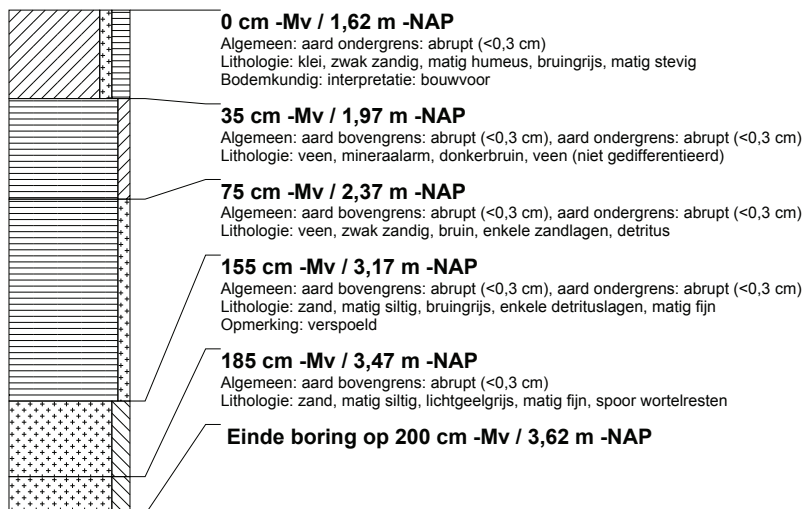 0 cm -Mv / 1,62 m -NAP
Algemeen: aard ondergrens: abrupt (<0,3 cm)
Lithologie: klei, zwak zandig, matig humeus, bruingrijs, matig stevig
Bodemkundig: interpretatie: bouwvoor
35 cm -Mv / 1,97 m -NAP
Algemeen: aard bovengrens: abrupt (<0,3 cm), aard ondergrens: abrupt (<0,3 cm)
Lithologie: veen, mineraalarm, donkerbruin, veen (niet gedifferentieerd)
75 cm -Mv / 2,37 m -NAP
Algemeen: aard bovengrens: abrupt (<0,3 cm), aard ondergrens: abrupt (<0,3 cm)
Lithologie: veen, zwak zandig, bruin, enkele zandlagen, detritus
155 cm -Mv / 3,17 m -NAP
Algemeen: aard bovengrens: abrupt (<0,3 cm), aard ondergrens: abrupt (<0,3 cm)
Lithologie: zand, matig siltig, bruingrijs, enkele detrituslagen, matig fijn
Opmerking: verspoeld
185 cm -Mv / 3,47 m -NAP
Algemeen: aard bovengrens: abrupt (<0,3 cm)
Lithologie: zand, matig siltig, lichtgeelgrijs, matig fijn, spoor wortelresten
Einde boring op 200 cm -Mv / 3,62 m -NAP